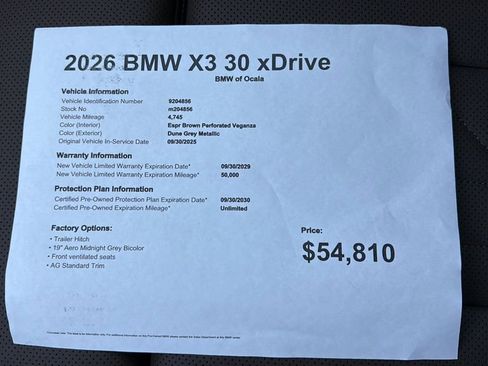 2026 BMW X3 30 xDrive
BMW of Ocala
Vehicle Information
Vehicle Identification Number 9204856
Stock No m204856
Vehicle Mileage 4,745
Color (Interior) Espr Brown Perforated Veganza
Color (Exterior) Dune Grey Metallic
Original Vehicle In-Service Date 09/30/2025
Warranty Information
New Vehicle Limited Warranty Expiration Date* 09/30/2029
New Vehicle Limited Warranty Expiration Mileage* 50,000
Protection Plan Information
Certified Pre-Owned Protection Plan Expiration Date* 09/30/2030
Certified Pre-Owned Expiration Mileage* Unlimited
Factory Options:
• Trailer Hitch
• 19" Aero Midnight Grey Bicolor
• Front ventilated seats
• AG Standard Trim
Price:
$54,810